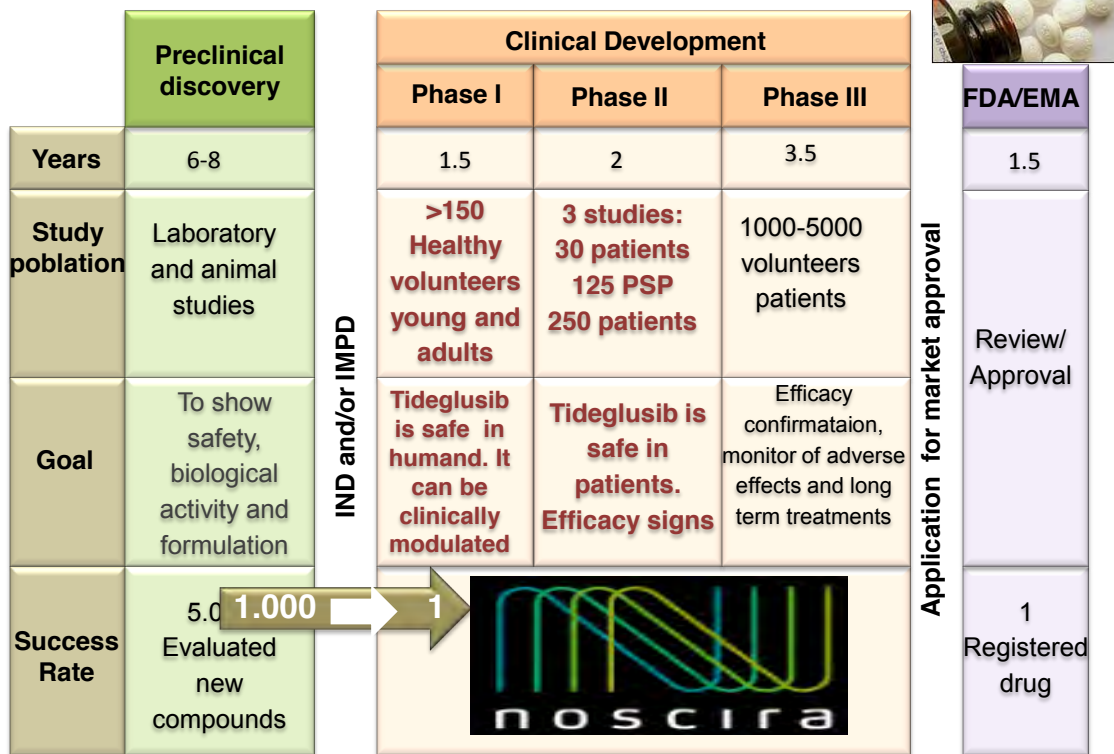 Preclinical
discovery
Clinical Development
Phase I
Phase II
Phase III
FDA/EMA
Years
6-8
1.5
2
3.5
1.5
Study
poblation
Laboratory
and animal
studies
>150
Healthy
volunteers
young and
adults
3 studies:
30 patients
125 PSP
250 patients
1000-5000
volunteers
patients
Review/
Approval
Goal
To show
safety,
biological
activity and
formulation
IND and/or IMPD
Tideglusib
is safe in
humand. It
can be
clinically
modulated
Tideglusib is
safe in
patients.
Efficacy signs
Efficacy
confirmataion,
monitor of adverse
effects and long
term treatments
Application for market approval
Success
Rate
5.0
Evaluated
new
compounds
1.000
1
noscira
1
Registered
drug